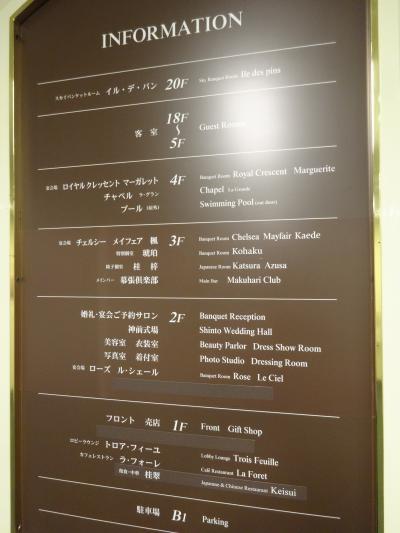 INFORMATION
スカイバンケットルーム イル・デ・パン 20F Sky Banquet Room Ile des pins
客 室 18F 〜 5F Guest Rooms
宴会場 ロイヤルクレッセント マーガレット 4F Banquet Room Royal Crescent Marguerite
チャペル ラ・グラン Chapel La Grande
プール (屋外) Swimming Pool (out door)
宴会場 チェルシー メイフェア 楓 3F Banquet Room Chelsea Mayfair Kaede
特別個室 琥珀 Banquet Room Kohaku
椅子個室 桂 梓 Japanese Room Katsura Azusa
メインバー 幕張倶楽部 Main Bar Makuhari Club
婚礼・宴会ご予約サロン 2F Banquet Reception
神前式場 Shinto Wedding Hall
美容室 衣装室 Beauty Parlor Dress Show Room
写真室 着付室 Photo Studio Dressing Room
宴会場 ローズ ル・シェール Banquet Room Rose Le Ciel
フロント 売店 1F Front Gift Shop
ロビーラウンジ トロア・フィーユ Lobby Lounge Trois Feuille
カフェレストラン ラ・フォーレ Café Restaurant La Foret
和食・中華 桂翠 Japanese & Chinese Restaurant Keisui
駐車場 B1 Parking